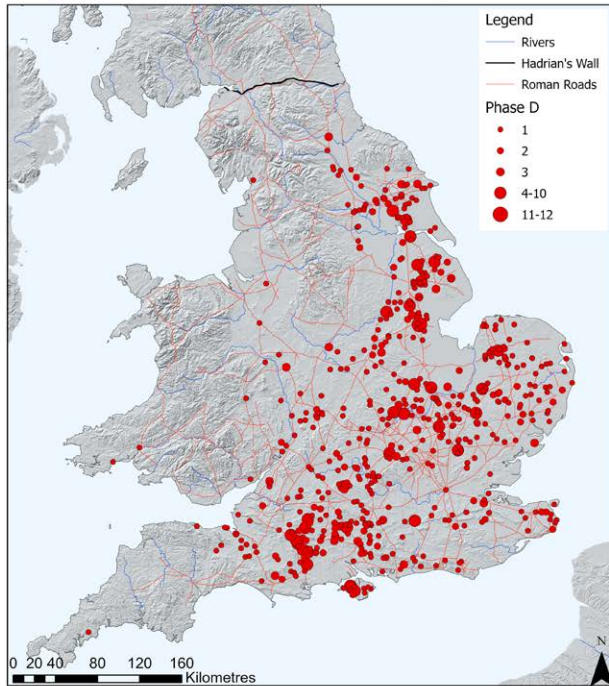 Legend
Rivers
Hadrian's Wall
Roman Roads
Phase D
1
2
3
4-10
11-12
N
0 20 40 80 120 160
Kilometres